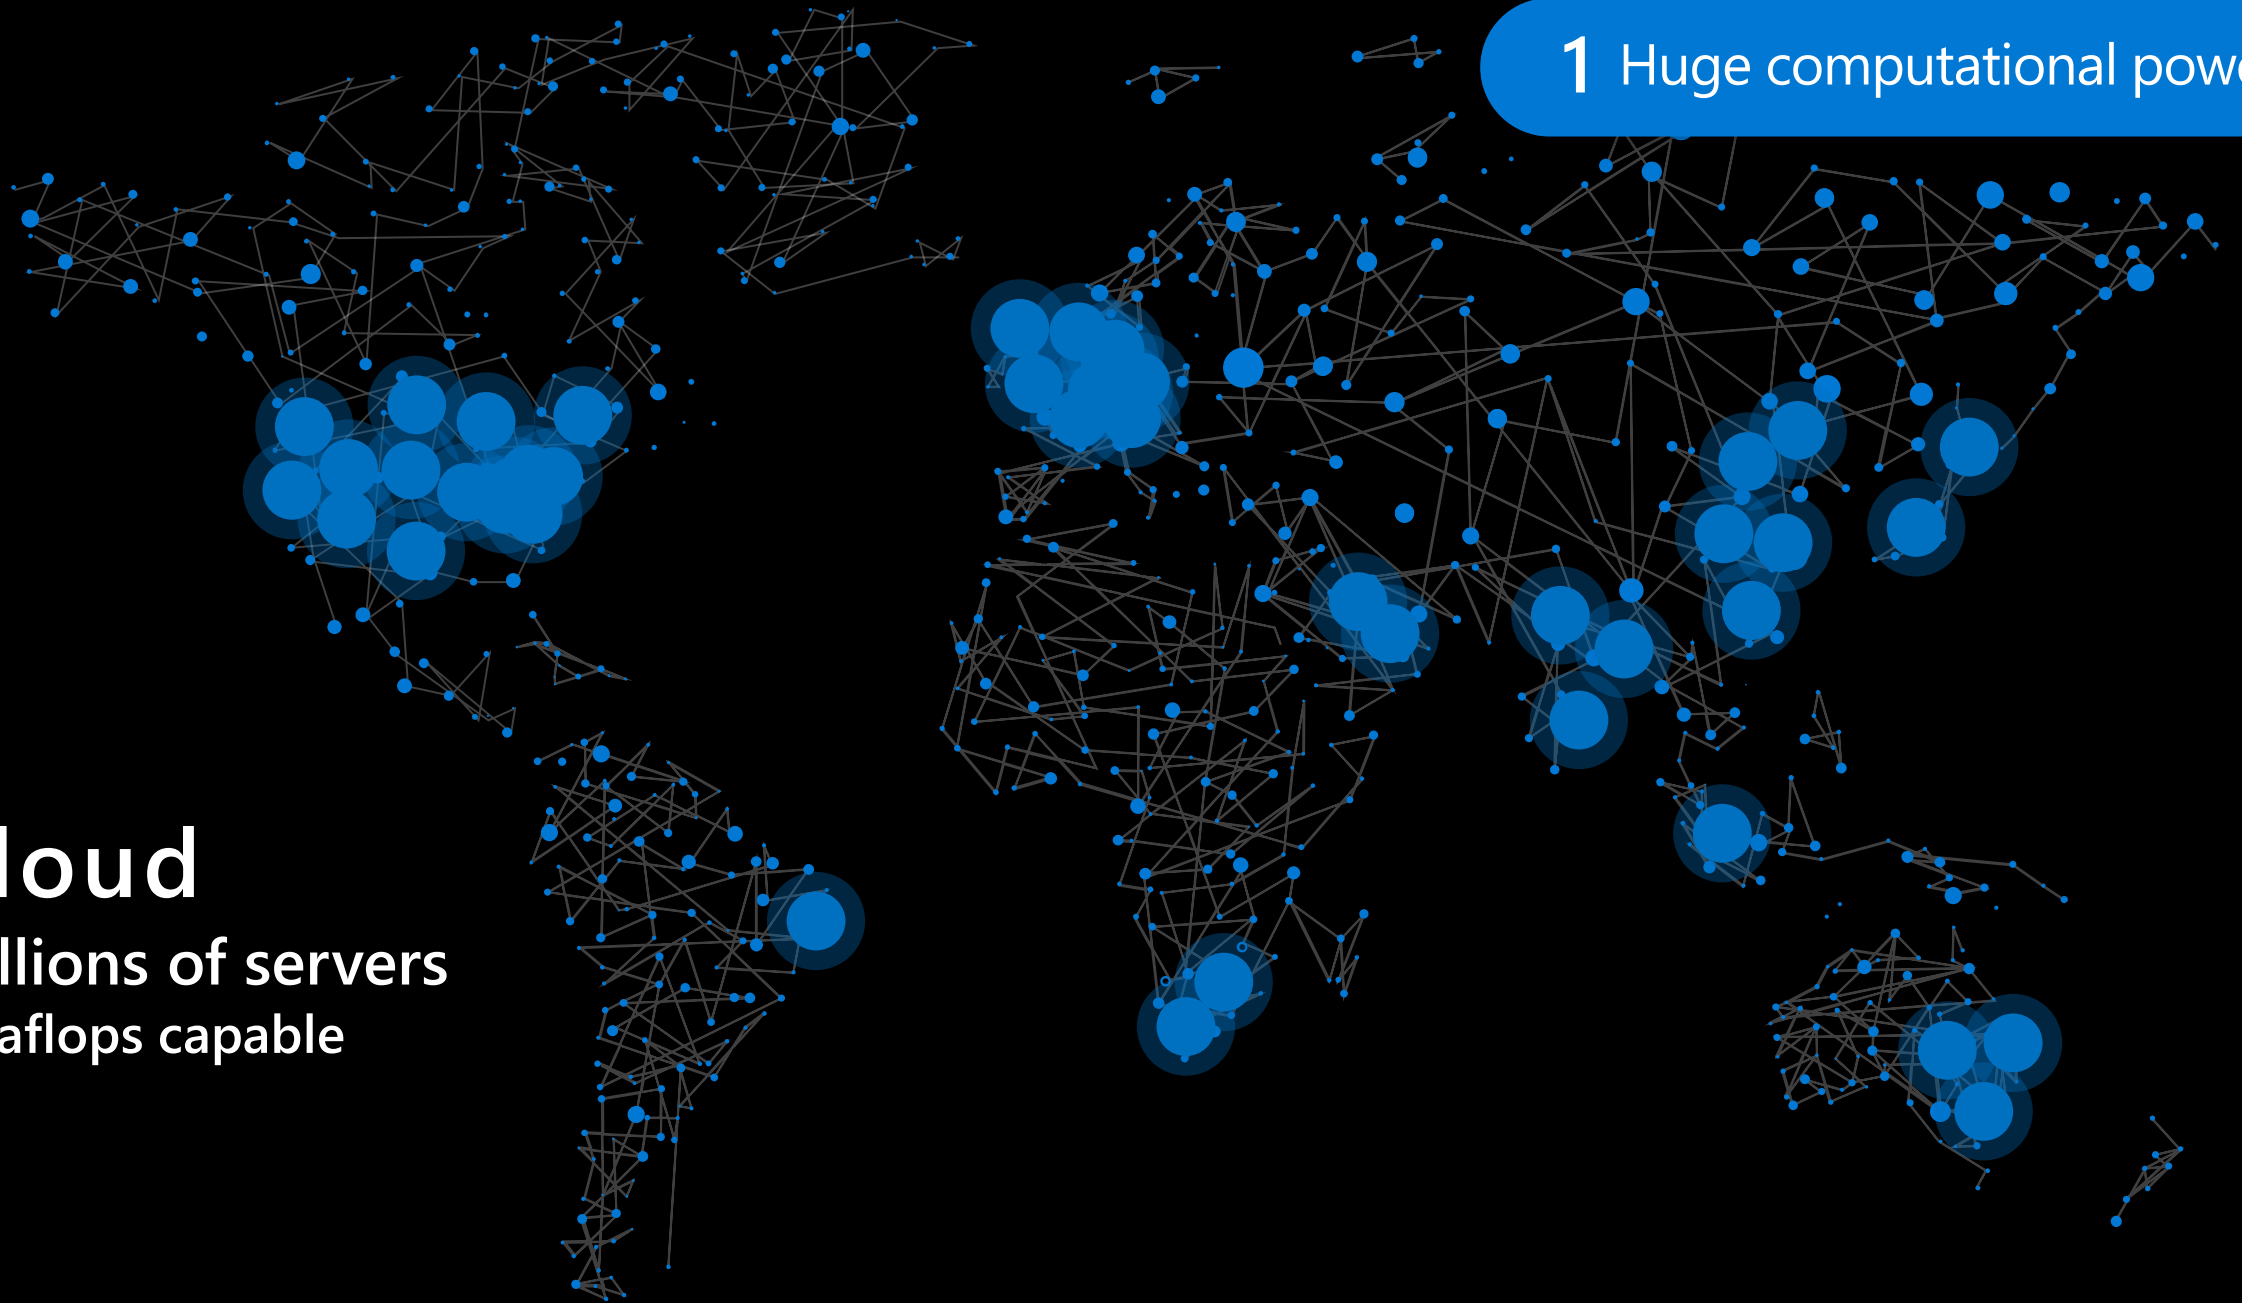 1 Huge computational pow
loud
llions of servers
aflops capable